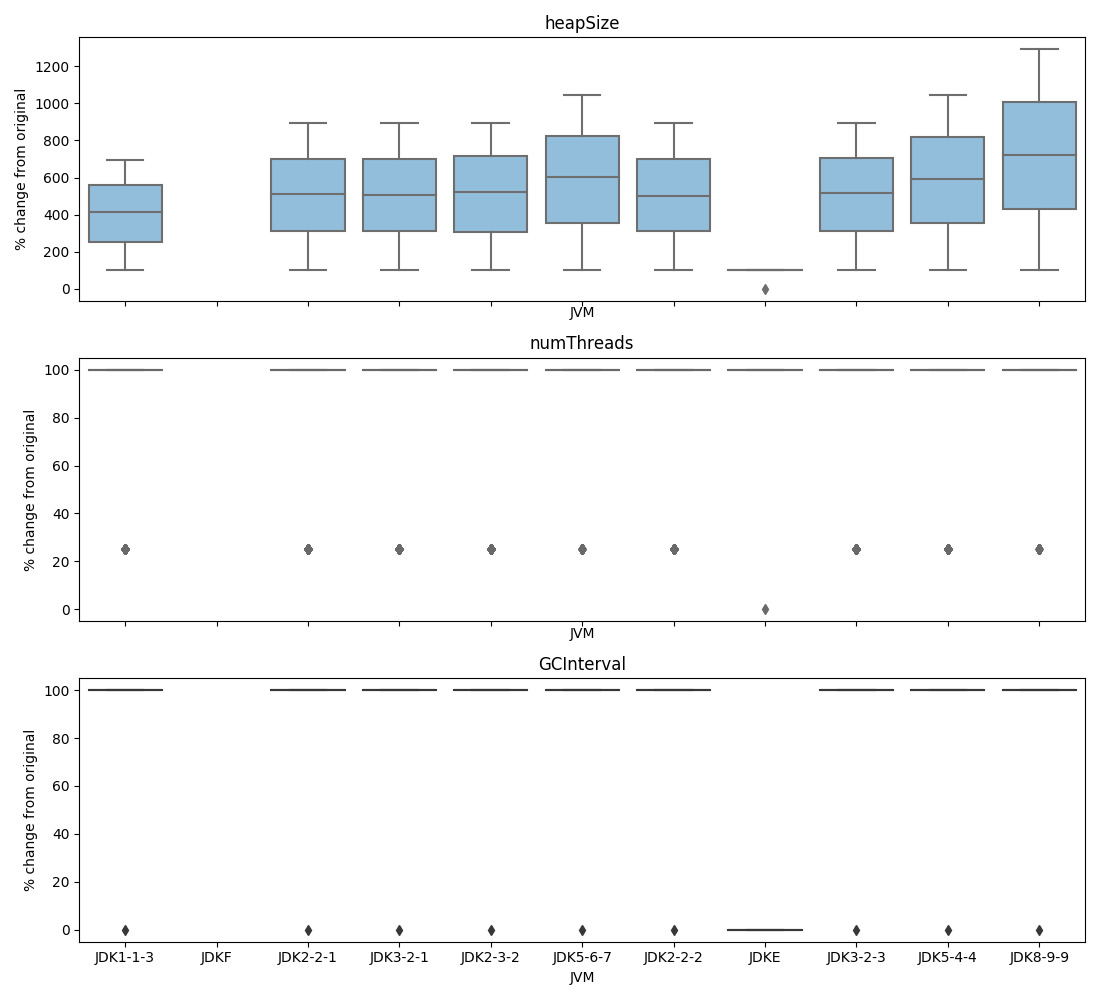 heapSize
% change from original
1200
1000
800
600
400
200
0
JVM
numThreads
% change from original
100
80
60
40
20
0
JVM
GCInterval
% change from original
100
80
60
40
20
0
JDK1-1-3 JDKF JDK2-2-1 JDK3-2-1 JDK2-3-2 JDK5-6-7 JDK2-2-2 JDKE JDK3-2-3 JDK5-4-4 JDK8-9-9
JVM